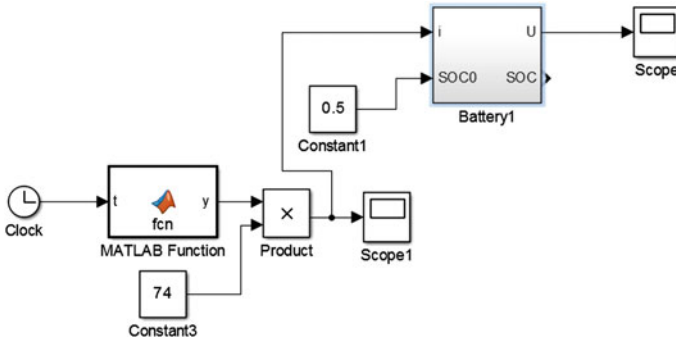 i
U
Scope
SOC0
SOC
0.5
Battery1
Constant1
t
y
fcn
×
Clock
MATLAB Function
Product
Scope1
74
Constant3